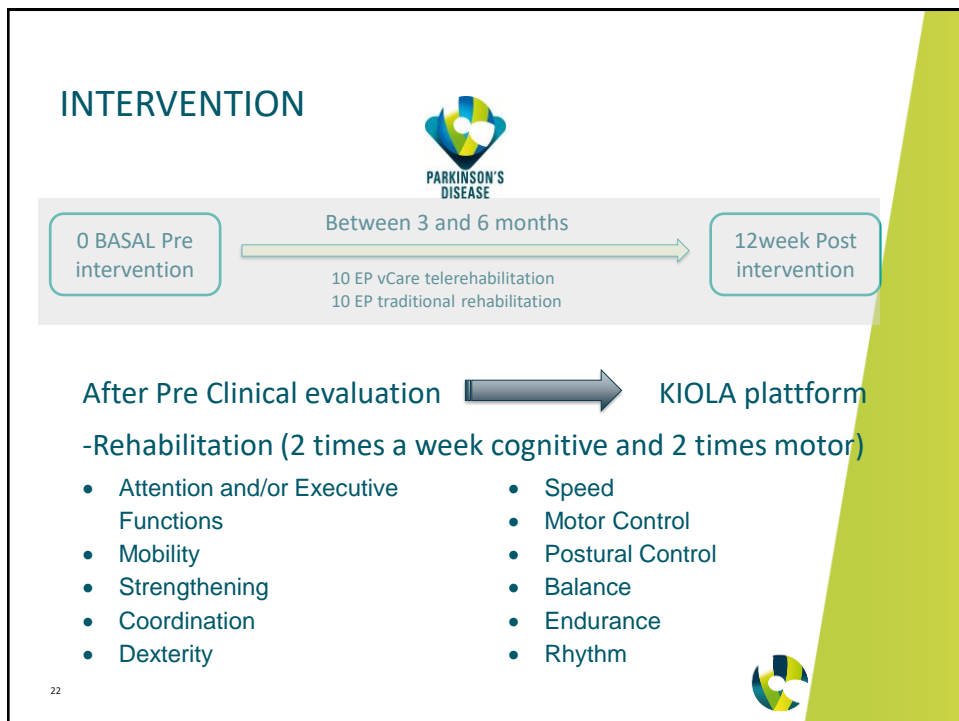 INTERVENTION
PARKINSON'S
DISEASE
0 BASAL Pre
intervention
Between 3 and 6 months
10 EP vCare telerehabilitation
10 EP traditional rehabilitation
12week Post
intervention
After Pre Clinical evaluation
KIOLA plattform
-Rehabilitation (2 times a week cognitive and 2 times motor)
• Attention and/or Executive
Functions
• Mobility
• Strengthening
• Coordination
• Dexterity
• Speed
• Motor Control
• Postural Control
• Balance
• Endurance
• Rhythm
22